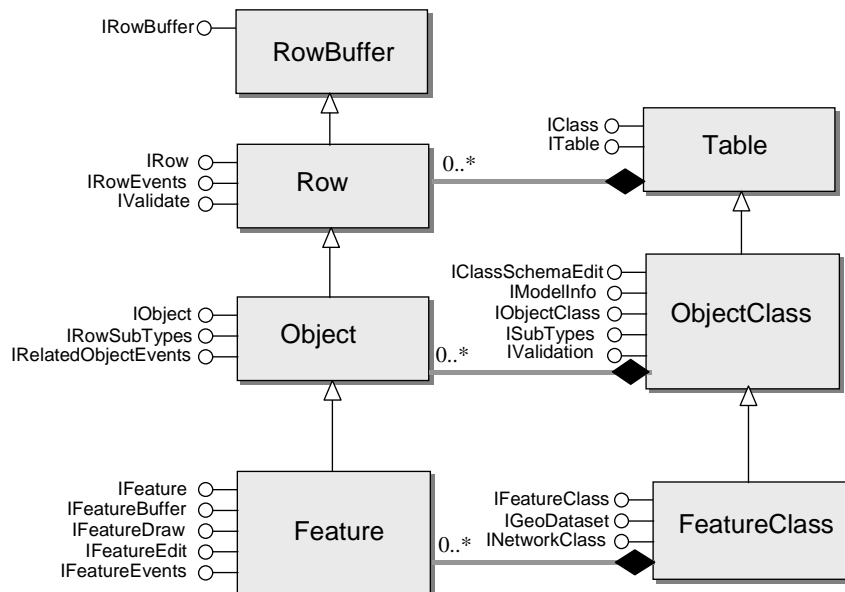 IRowBuffer
RowBuffer
IRow
IRowEvents
IValidate
Row
0..*
IClass
ITable
Table
IObject
IRowSubTypes
IRelatedObjectEvents
Object
0..*
IClassSchemaEdit
IModelInfo
IObjectClass
ISubTypes
IValidation
ObjectClass
IFeature
IFeatureBuffer
IFeatureDraw
IFeatureEdit
IFeatureEvents
Feature
0..*
IFeatureClass
IGeoDataset
INetworkClass
FeatureClass